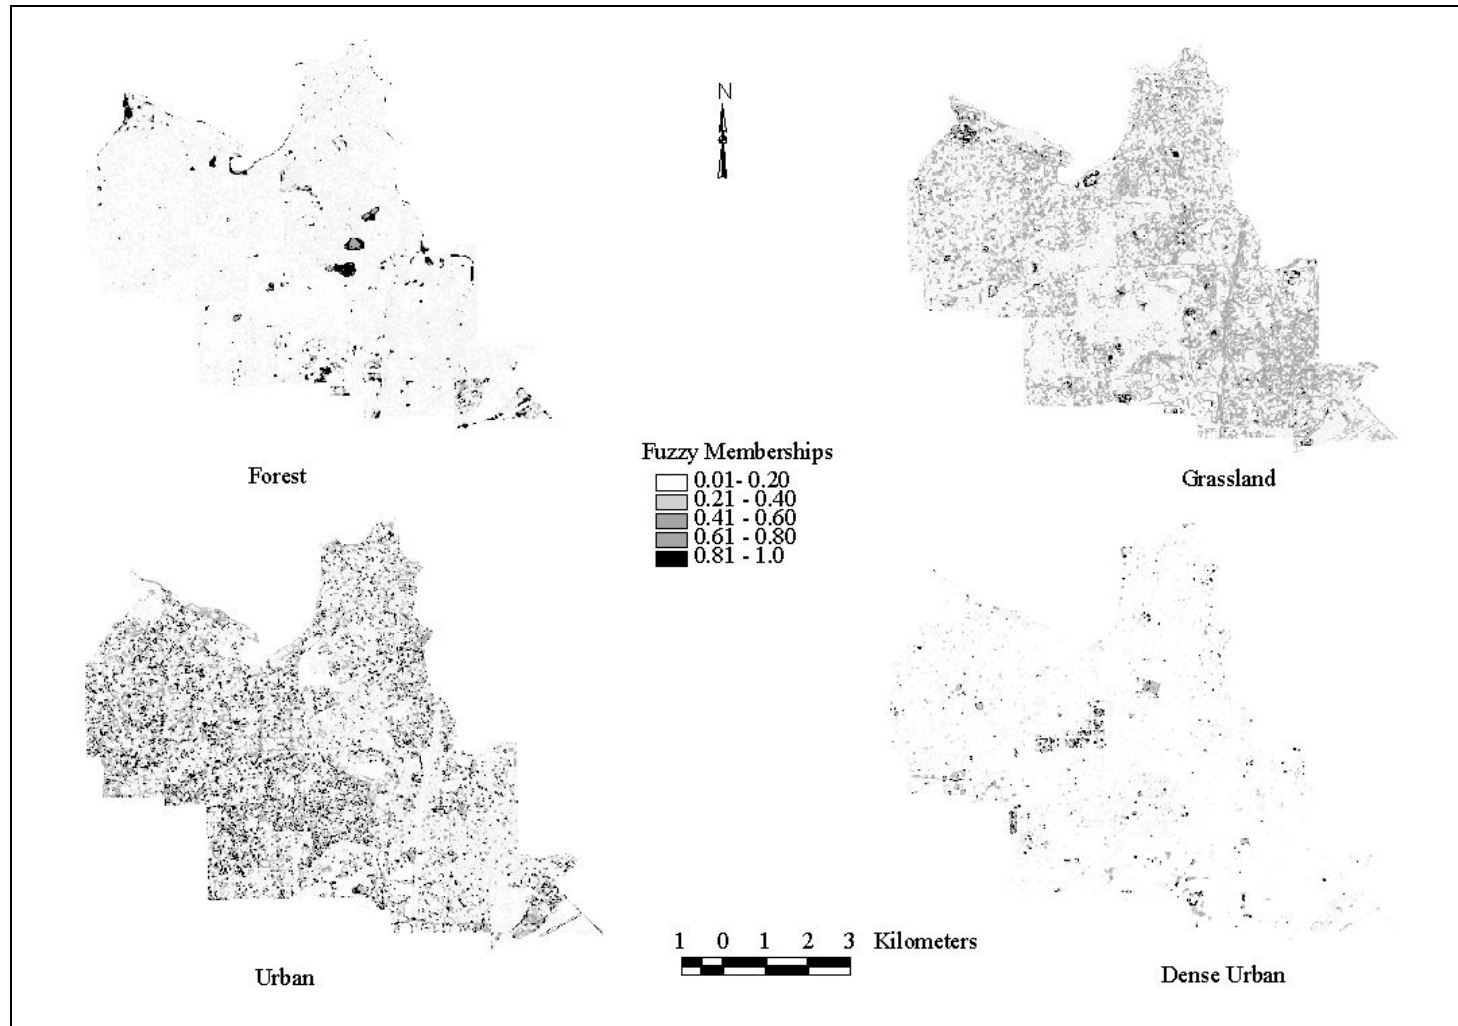 N
Forest
Grassland
Fuzzy Memberships
0.01- 0.20
0.21 - 0.40
0.41 - 0.60
0.61 - 0.80
0.81 - 1.0
1 0 1 2 3 Kilometers
Urban
Dense Urban